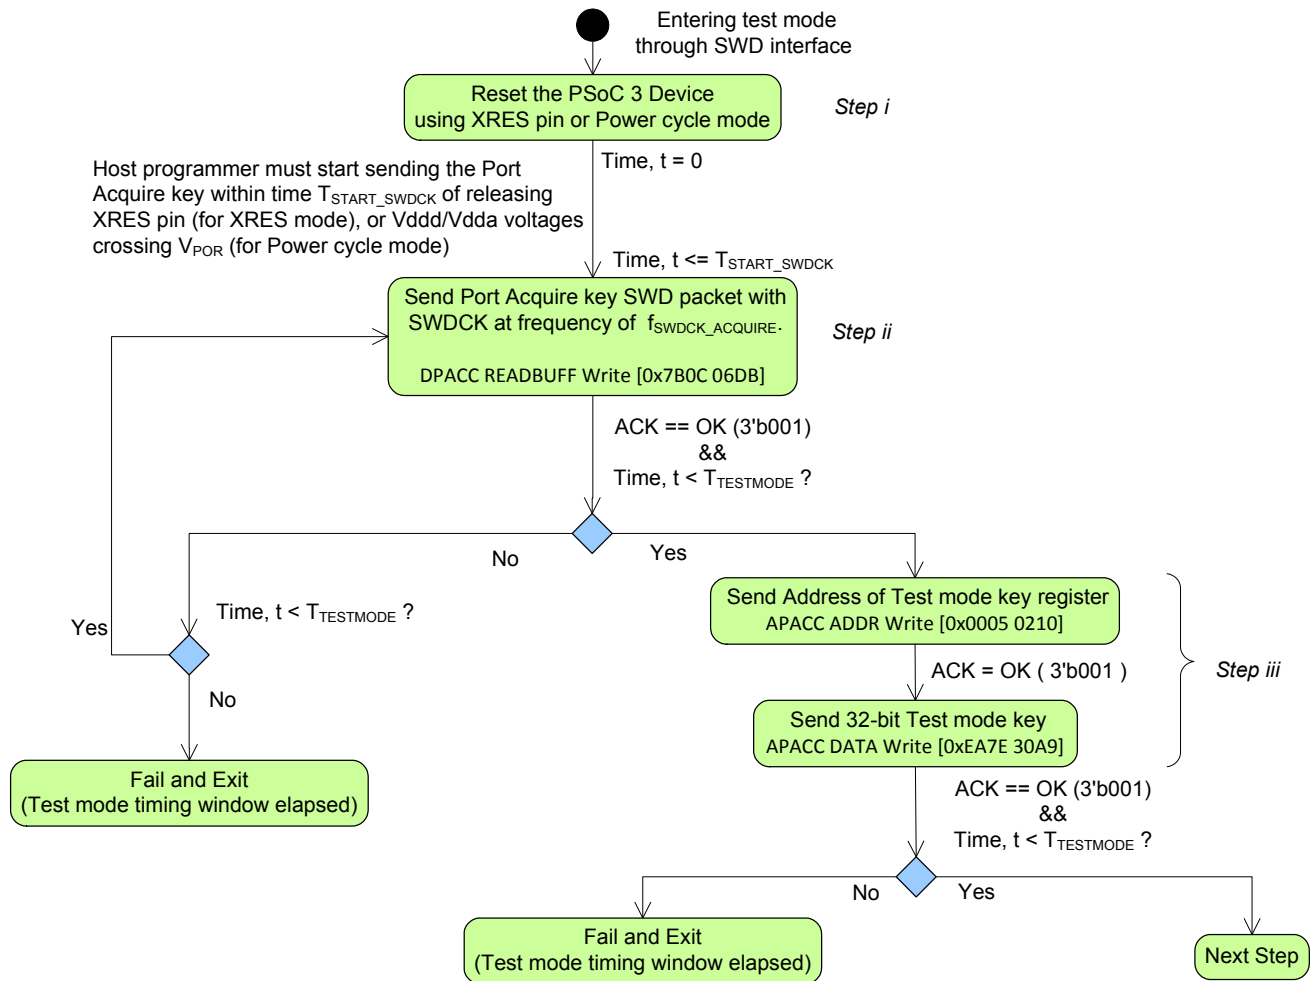 Entering test mode
through SWD interface
Reset the PSoC 3 Device
using XRES pin or Power cycle mode
Step i
Time, t = 0
Host programmer must start sending the Port
Acquire key within time TSTART_SWDCK of releasing
XRES pin (for XRES mode), or Vddd/Vdda voltages
crossing VPOR (for Power cycle mode)
Time, t <= TSTART_SWDCK
Send Port Acquire key SWD packet with
SWDCK at frequency of fSWDCK_ACQUIRE.
DPACC READBUFF Write [0x7B0C 06DB]
Step ii
ACK == OK (3'b001)
&&
Time, t < TTESTMODE ?
No
Yes
Time, t < TTESTMODE ?
Yes
No
Fail and Exit
(Test mode timing window elapsed)
Send Address of Test mode key register
APACC ADDR Write [0x0005 0210]
ACK = OK ( 3'b001 )
Step iii
Send 32-bit Test mode key
APACC DATA Write [0xEA7E 30A9]
ACK == OK (3'b001)
&&
Time, t < TTESTMODE ?
No
Yes
Fail and Exit
(Test mode timing window elapsed)
Next Step